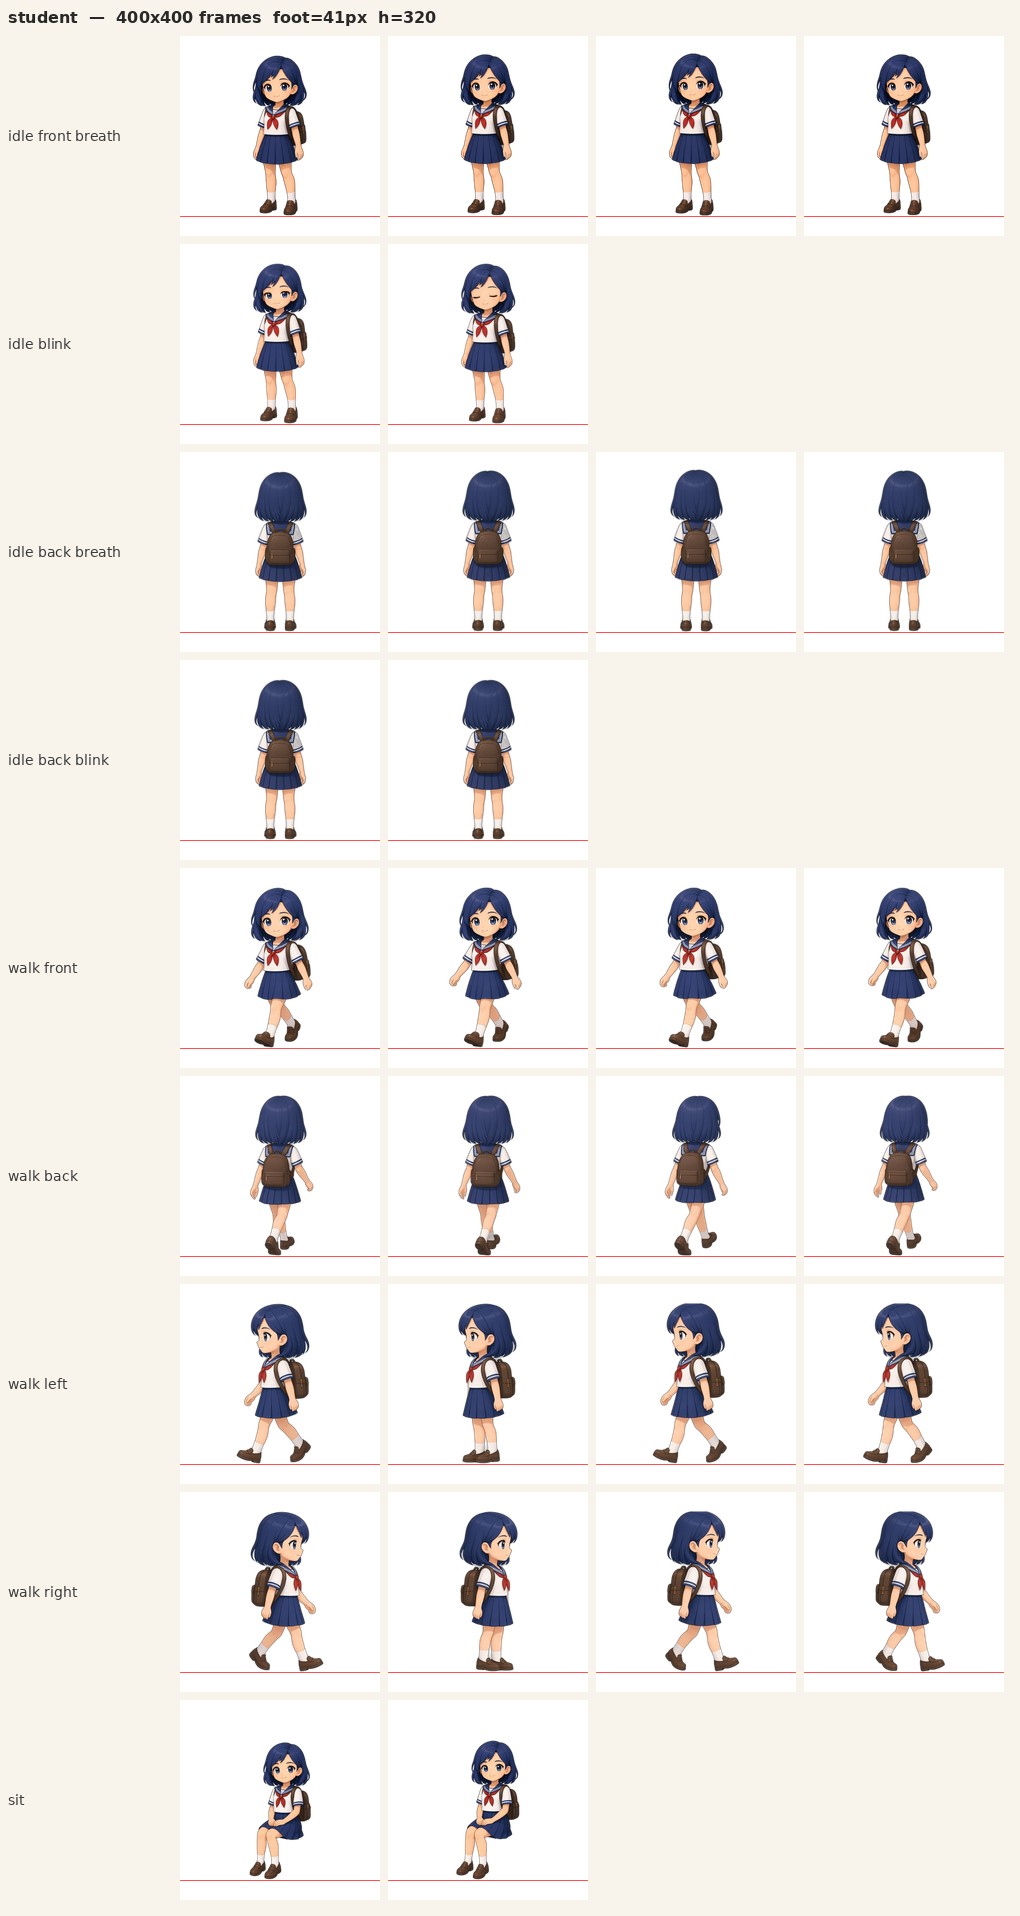 student — 400x400 frames foot=41px h=320
idle front breath
idle blink
idle back breath
idle back blink
walk front
walk back
walk left
walk right
sit